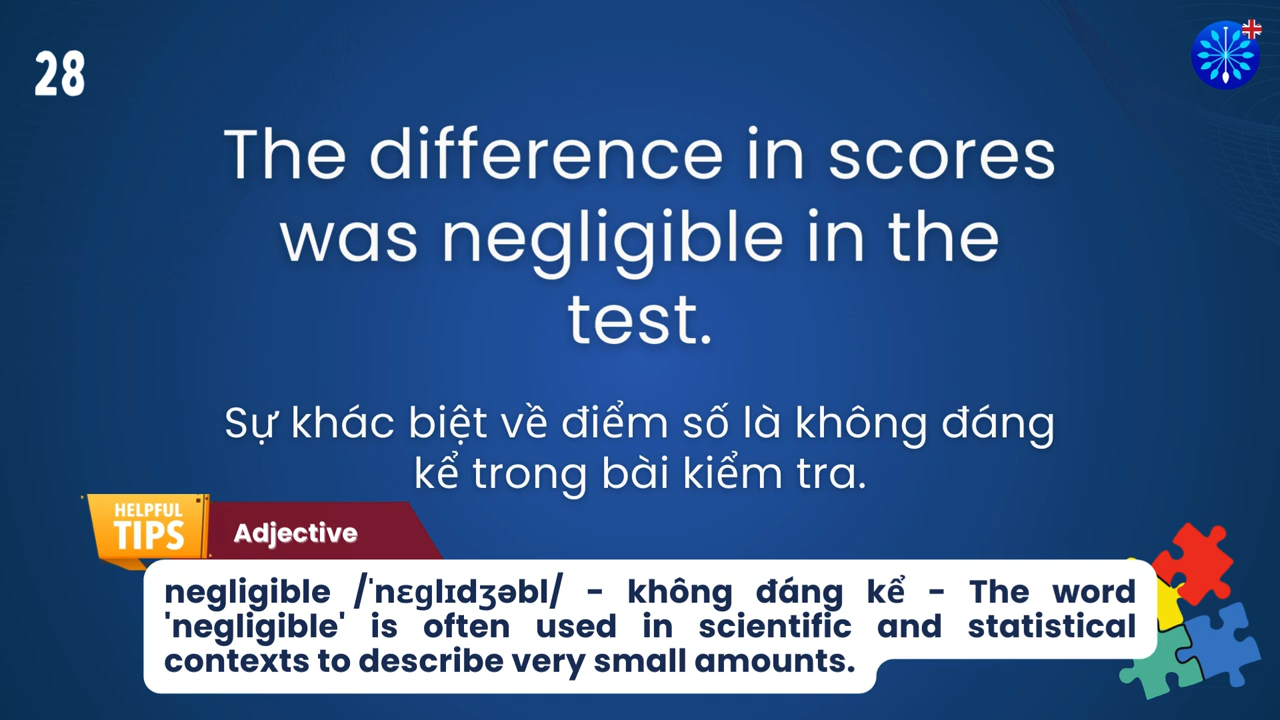 28
The difference in scores
was negligible in the
test.
Sự khác biệt về điểm số là không đáng
kể trong bài kiểm tra.
HELPFUL
TIPS
Adjective
negligible /ˈnɛɡlɪdʒəbl/ - không đáng kể - The word
'negligible' is often used in scientific and statistical
contexts to describe very small amounts.